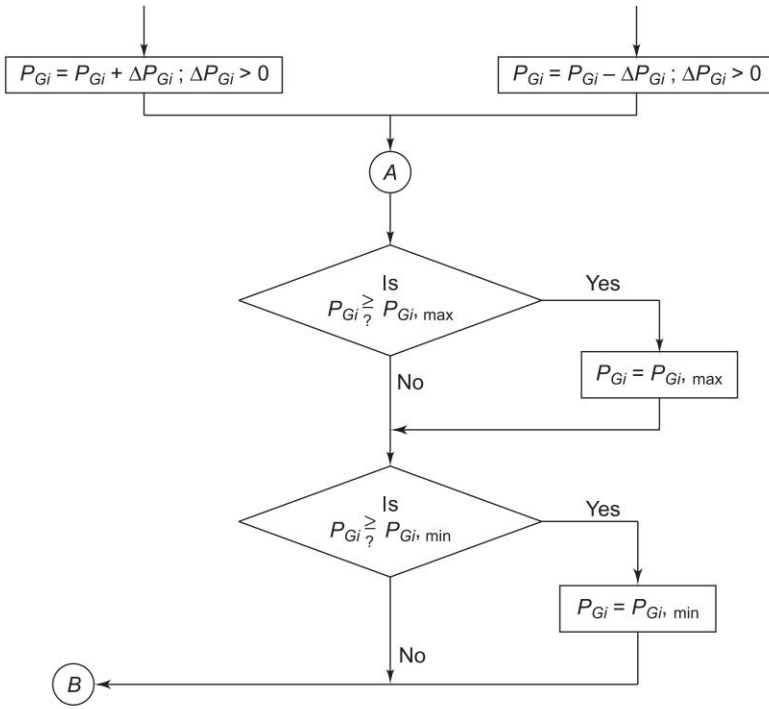 P_Gi = P_Gi + ΔP_Gi ; ΔP_Gi > 0
P_Gi = P_Gi – ΔP_Gi ; ΔP_Gi > 0
A
Is
P_Gi ≥ P_Gi, max
?
Yes
P_Gi = P_Gi, max
No
Is
P_Gi ≥ P_Gi, min
?
Yes
P_Gi = P_Gi, min
No
B